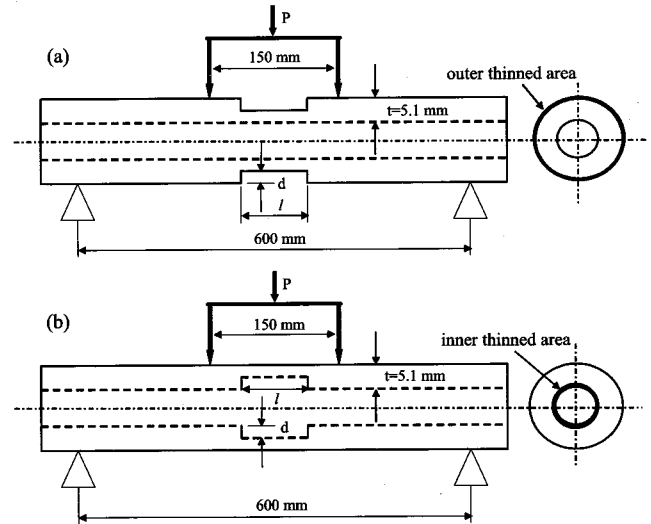 P
(a)
150 mm
outer thinned area
t=5.1 mm
d
l
600 mm
P
(b)
150 mm
inner thinned area
t=5.1 mm
l
d
600 mm